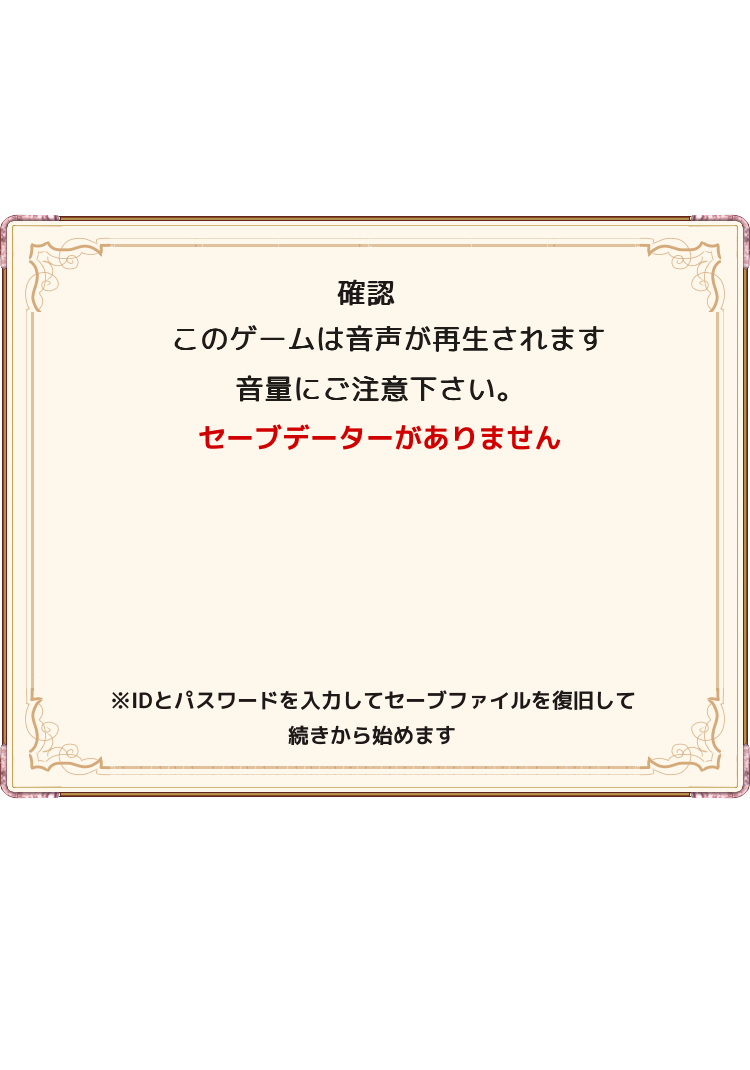 確認
このゲームは音声が再生されます
音量にご注意下さい。
セーブデーターがありません
※IDとパスワードを入力してセーブファイルを復旧して
続きから始めます